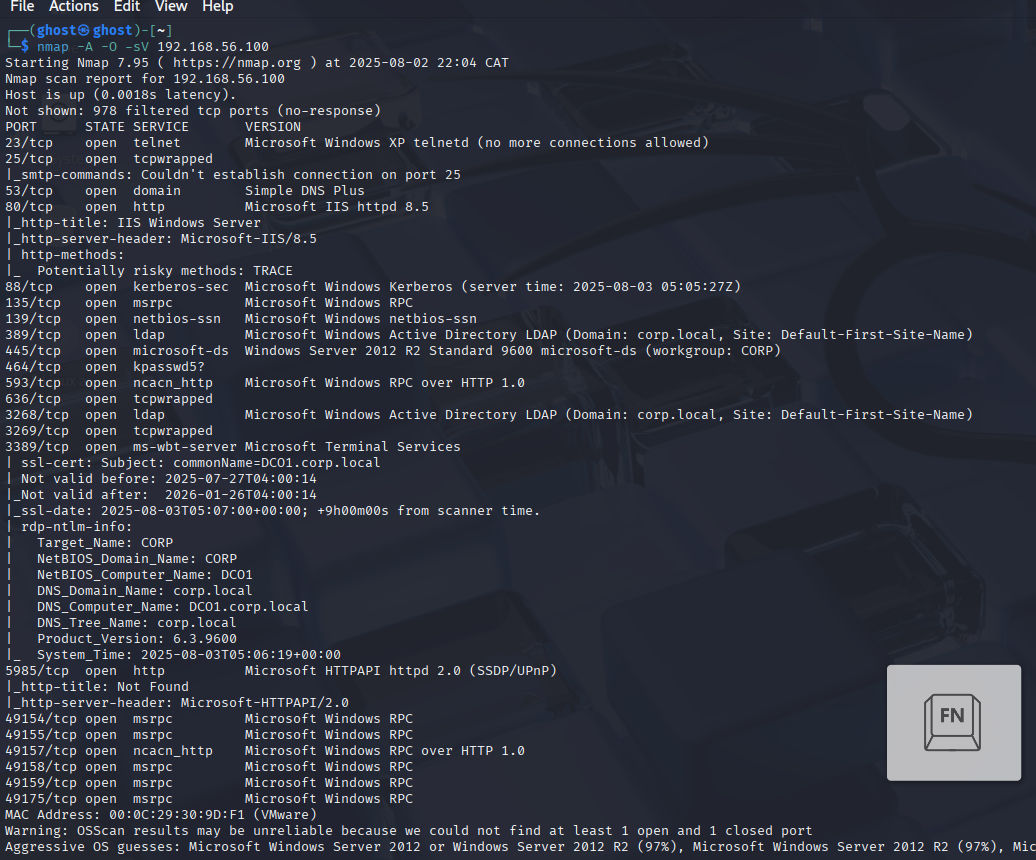 File Actions Edit View Help
┌──(ghost㉿ghost)-[~]
└─$ nmap -A -O -sV 192.168.56.100
Starting Nmap 7.95 ( https://nmap.org ) at 2025-08-02 22:04 CAT
Nmap scan report for 192.168.56.100
Host is up (0.0018s latency).
Not shown: 978 filtered tcp ports (no-response)
PORT      STATE SERVICE       VERSION
23/tcp    open  telnet        Microsoft Windows XP telnetd (no more connections allowed)
25/tcp    open  tcpwrapped
|_smtp-commands: Couldn't establish connection on port 25
53/tcp    open  domain        Simple DNS Plus
80/tcp    open  http          Microsoft IIS httpd 8.5
|_http-title: IIS Windows Server
|_http-server-header: Microsoft-IIS/8.5
| http-methods:
|_  Potentially risky methods: TRACE
88/tcp    open  kerberos-sec  Microsoft Windows Kerberos (server time: 2025-08-03 05:05:27Z)
135/tcp   open  msrpc         Microsoft Windows RPC
139/tcp   open  netbios-ssn   Microsoft Windows netbios-ssn
389/tcp   open  ldap          Microsoft Windows Active Directory LDAP (Domain: corp.local, Site: Default-First-Site-Name)
445/tcp   open  microsoft-ds  Windows Server 2012 R2 Standard 9600 microsoft-ds (workgroup: CORP)
464/tcp   open  kpasswd5?
593/tcp   open  ncacn_http    Microsoft Windows RPC over HTTP 1.0
636/tcp   open  tcpwrapped
3268/tcp  open  ldap          Microsoft Windows Active Directory LDAP (Domain: corp.local, Site: Default-First-Site-Name)
3269/tcp  open  tcpwrapped
3389/tcp  open  ms-wbt-server Microsoft Terminal Services
| ssl-cert: Subject: commonName=DCO1.corp.local
| Not valid before: 2025-07-27T04:00:14
|_Not valid after:  2026-01-26T04:00:14
|_ssl-date: 2025-08-03T05:07:00+00:00; +9h00m00s from scanner time.
| rdp-ntlm-info:
|   Target_Name: CORP
|   NetBIOS_Domain_Name: CORP
|   NetBIOS_Computer_Name: DCO1
|   DNS_Domain_Name: corp.local
|   DNS_Computer_Name: DCO1.corp.local
|   DNS_Tree_Name: corp.local
|   Product_Version: 6.3.9600
|_  System_Time: 2025-08-03T05:06:19+00:00
5985/tcp  open  http          Microsoft HTTPAPI httpd 2.0 (SSDP/UPnP)
|_http-title: Not Found
|_http-server-header: Microsoft-HTTPAPI/2.0
49154/tcp open  msrpc         Microsoft Windows RPC
49155/tcp open  msrpc         Microsoft Windows RPC
49157/tcp open  ncacn_http    Microsoft Windows RPC over HTTP 1.0
49158/tcp open  msrpc         Microsoft Windows RPC
49159/tcp open  msrpc         Microsoft Windows RPC
49175/tcp open  msrpc         Microsoft Windows RPC
MAC Address: 00:0C:29:30:9D:F1 (VMware)
Warning: OSScan results may be unreliable because we could not find at least 1 open and 1 closed port
Aggressive OS guesses: Microsoft Windows Server 2012 or Windows Server 2012 R2 (97%), Microsoft Windows Server 2012 R2 (97%), Mic
FN